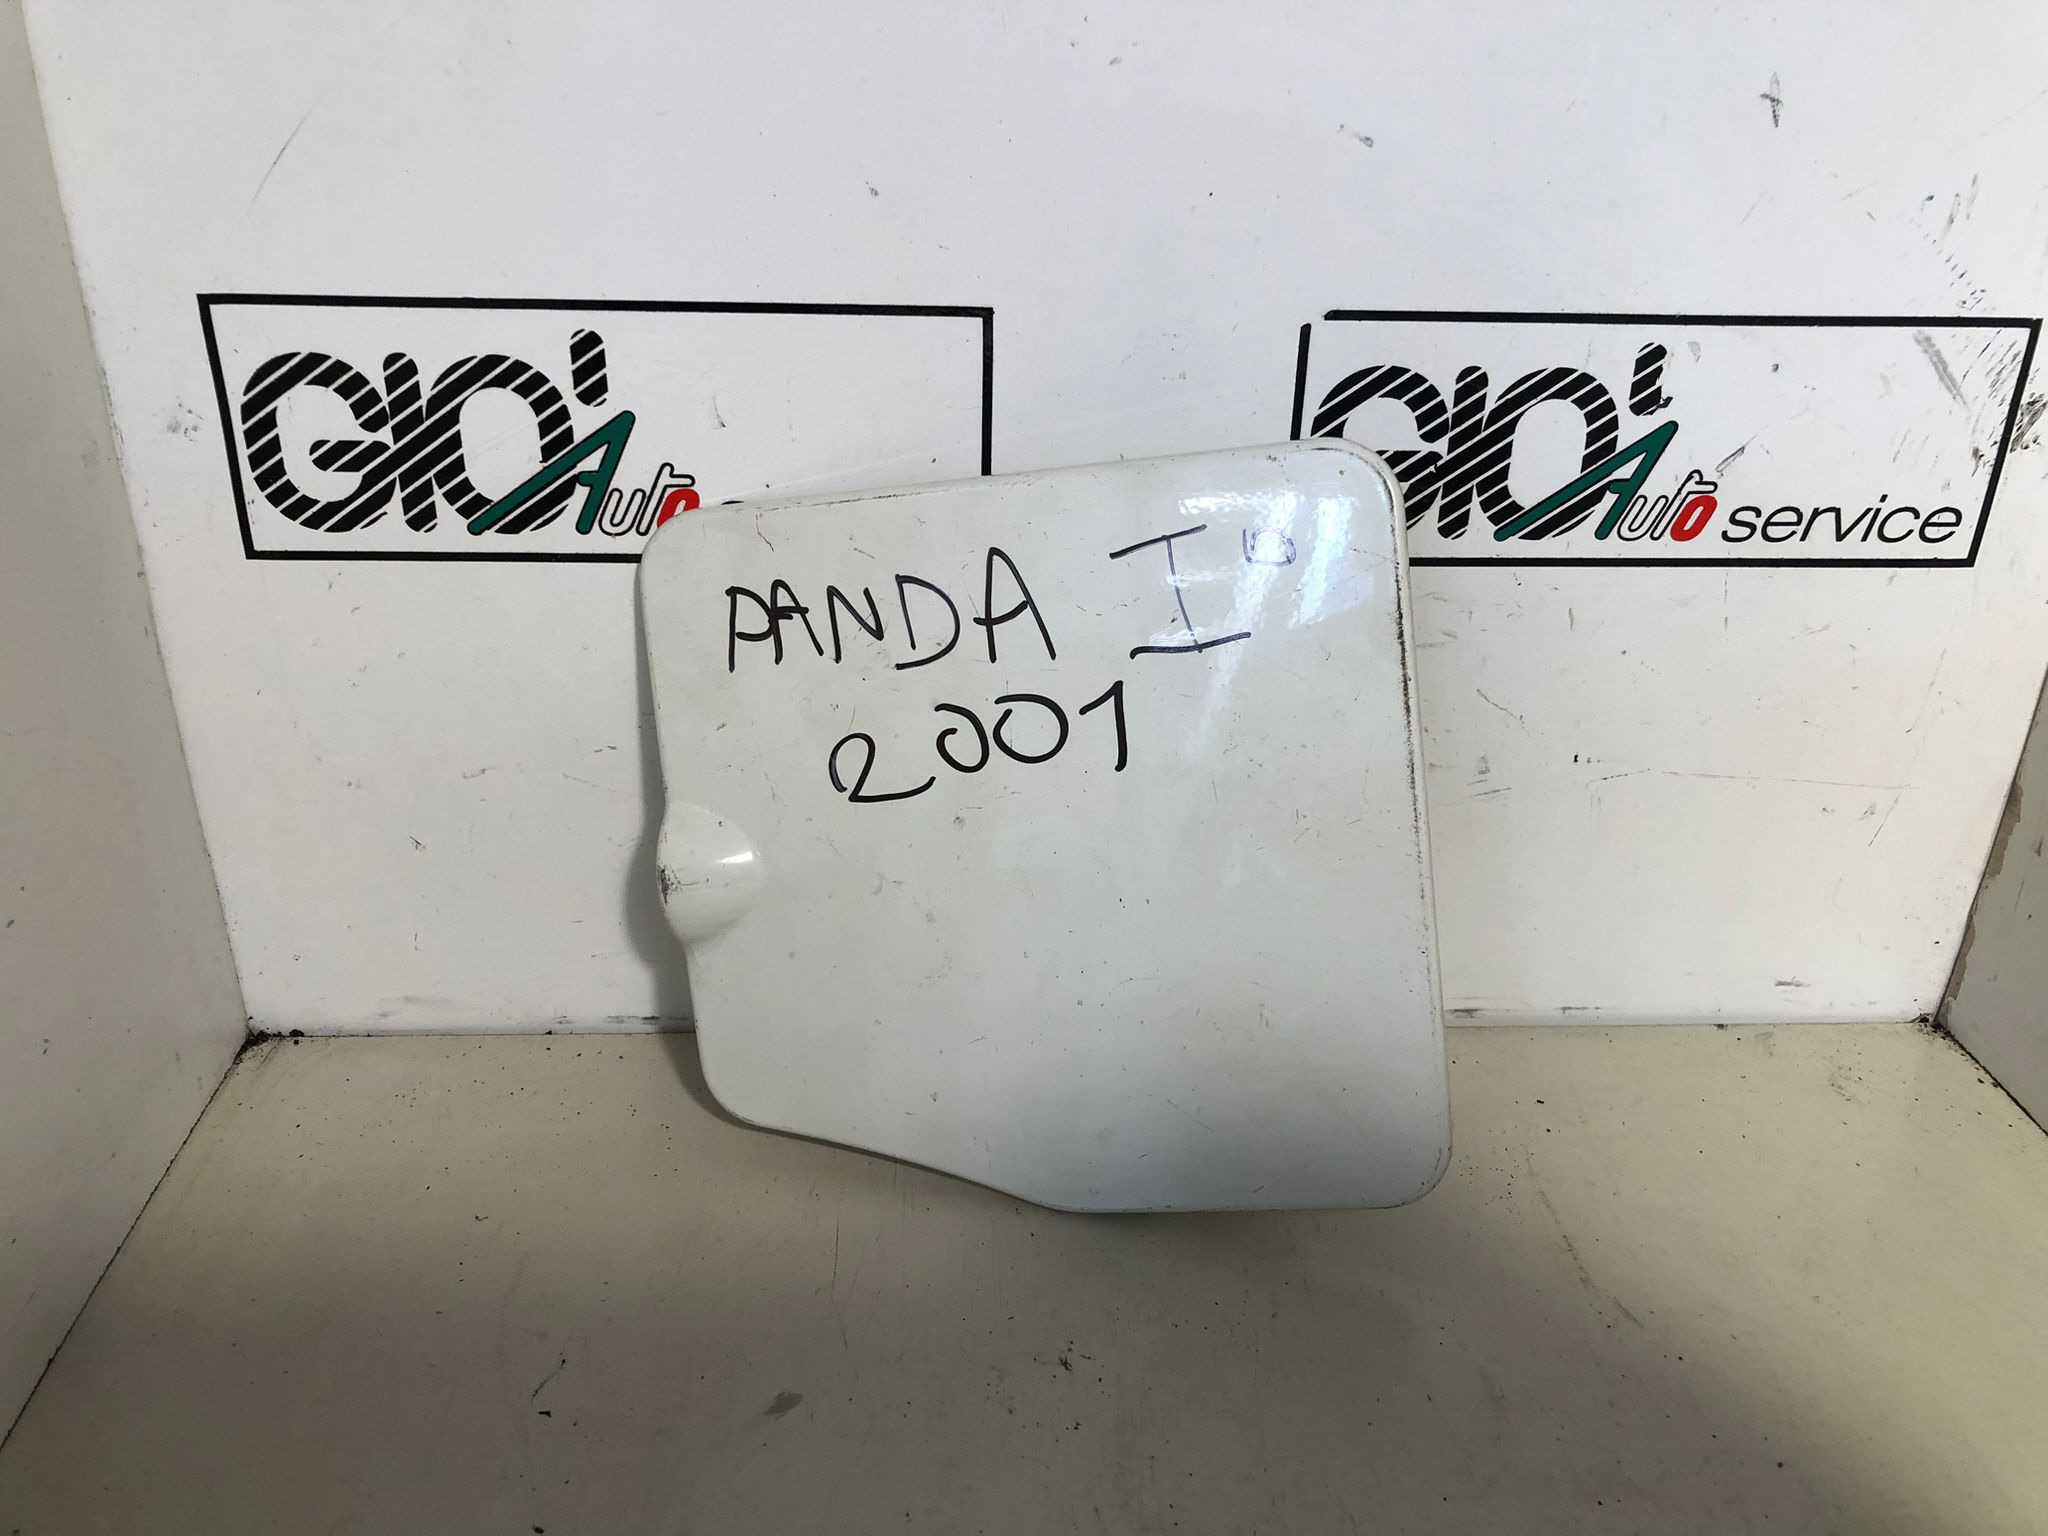 GIO' Auto
GIO' Auto service
PANDA I°
2001